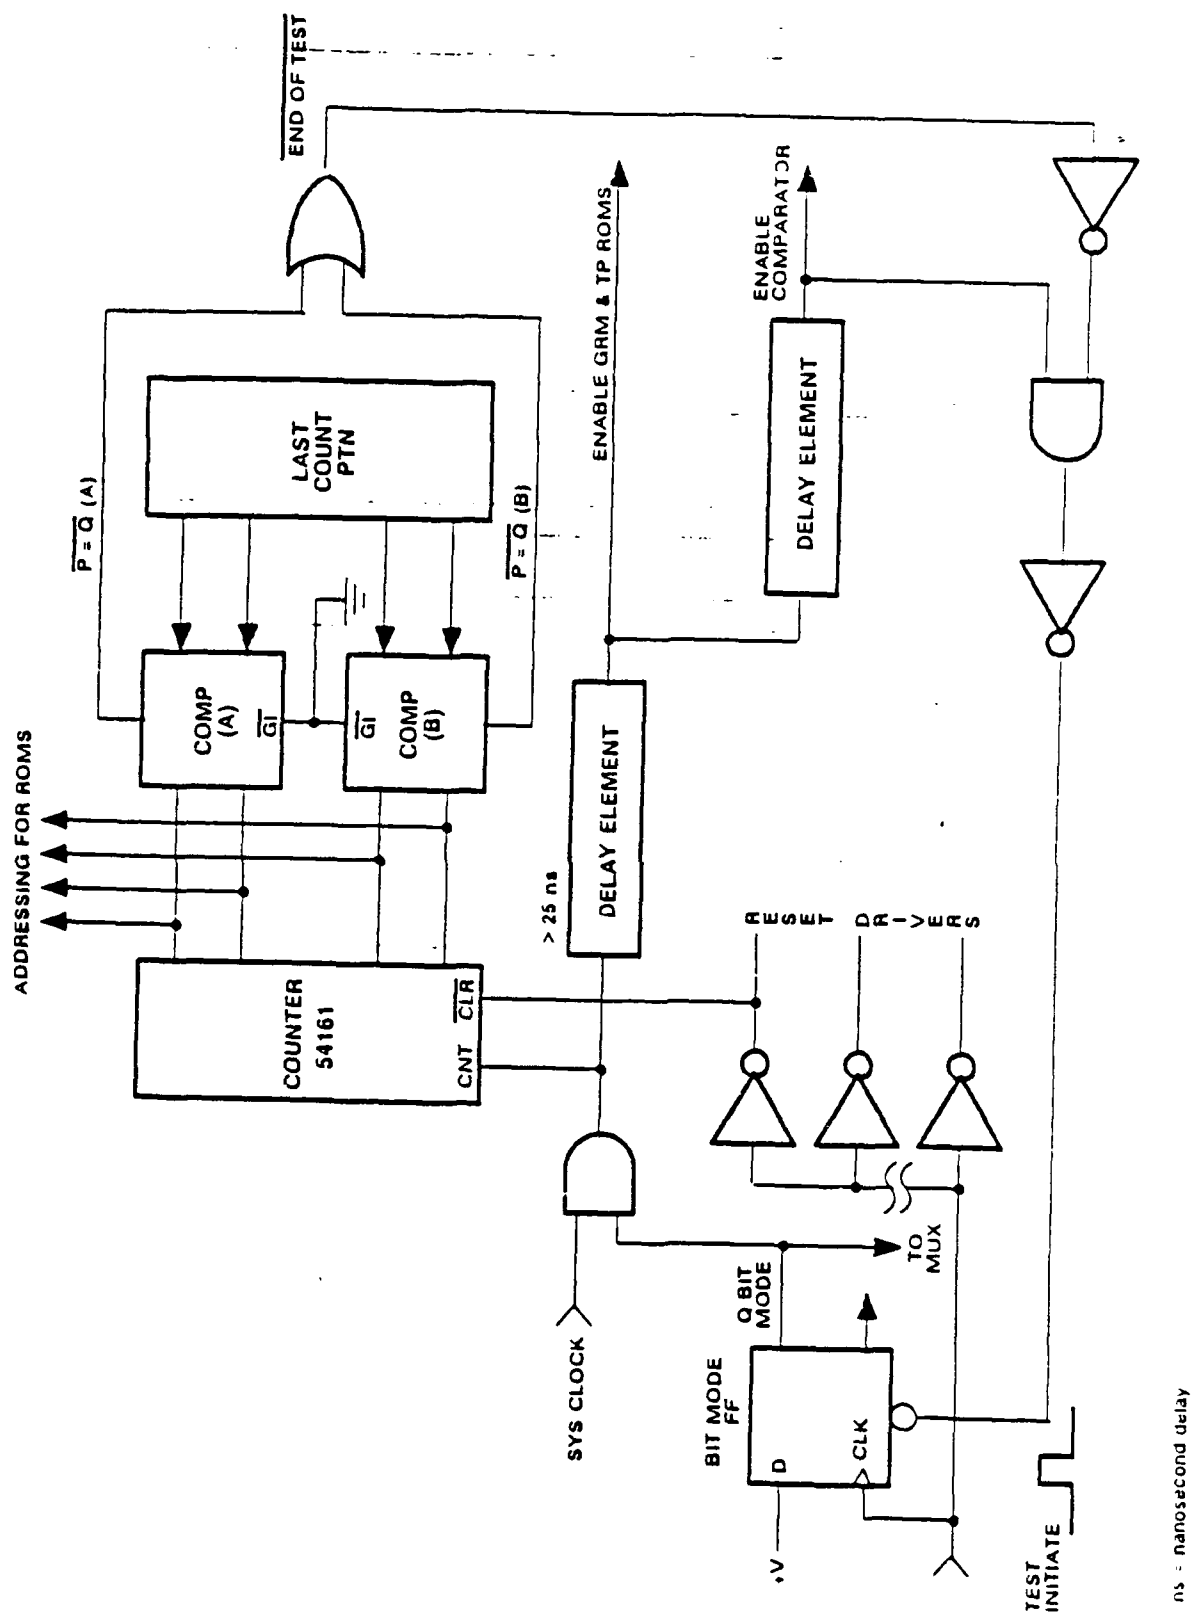 ADDRESSING FOR ROMS
P = Q (A)
END OF TEST
COUNTER
54161
CNT
CLR
COMP
(A)
GI
GI
COMP
(B)
LAST
COUNT
PTN
P = Q (B)
SYS CLOCK
> 25 ns
DELAY ELEMENT
ENABLE GRM & TP ROMS
BIT MODE
FF
D
CLK
+V
Q BIT
MODE
TO
MUX
RESET DRIVERS
DELAY ELEMENT
ENABLE
COMPARATOR
TEST
INITIATE
ns = nanosecond delay